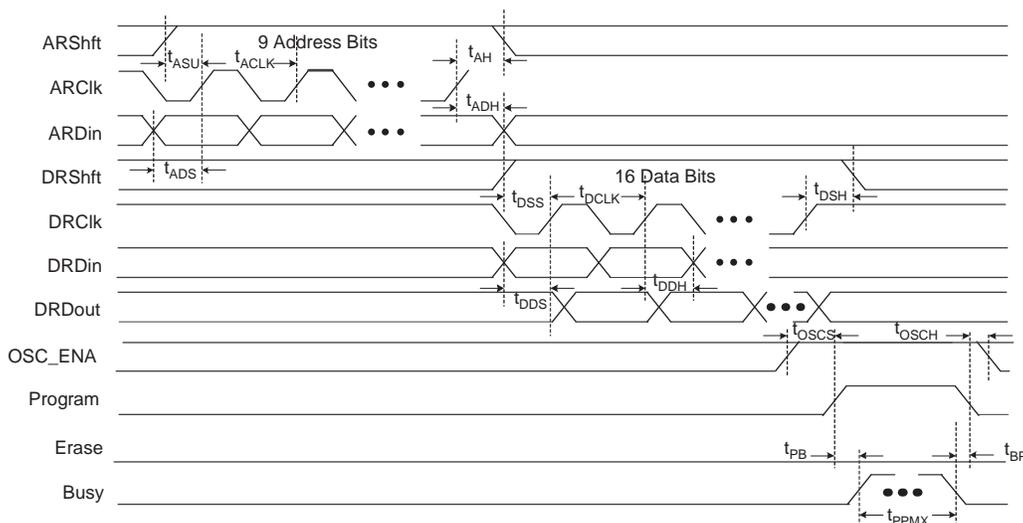 ARShft
9 Address Bits
tASU
tACLK
tAH
ARClk
tADH
ARDin
tADS
DRShft
16 Data Bits
tDSS
tDCLK
tDSH
DRClk
DRDin
tDDS
tDDH
DRDout
tOSCS
tOSCH
OSC_ENA
Program
Erase
tPB
tBP
Busy
tPPMX